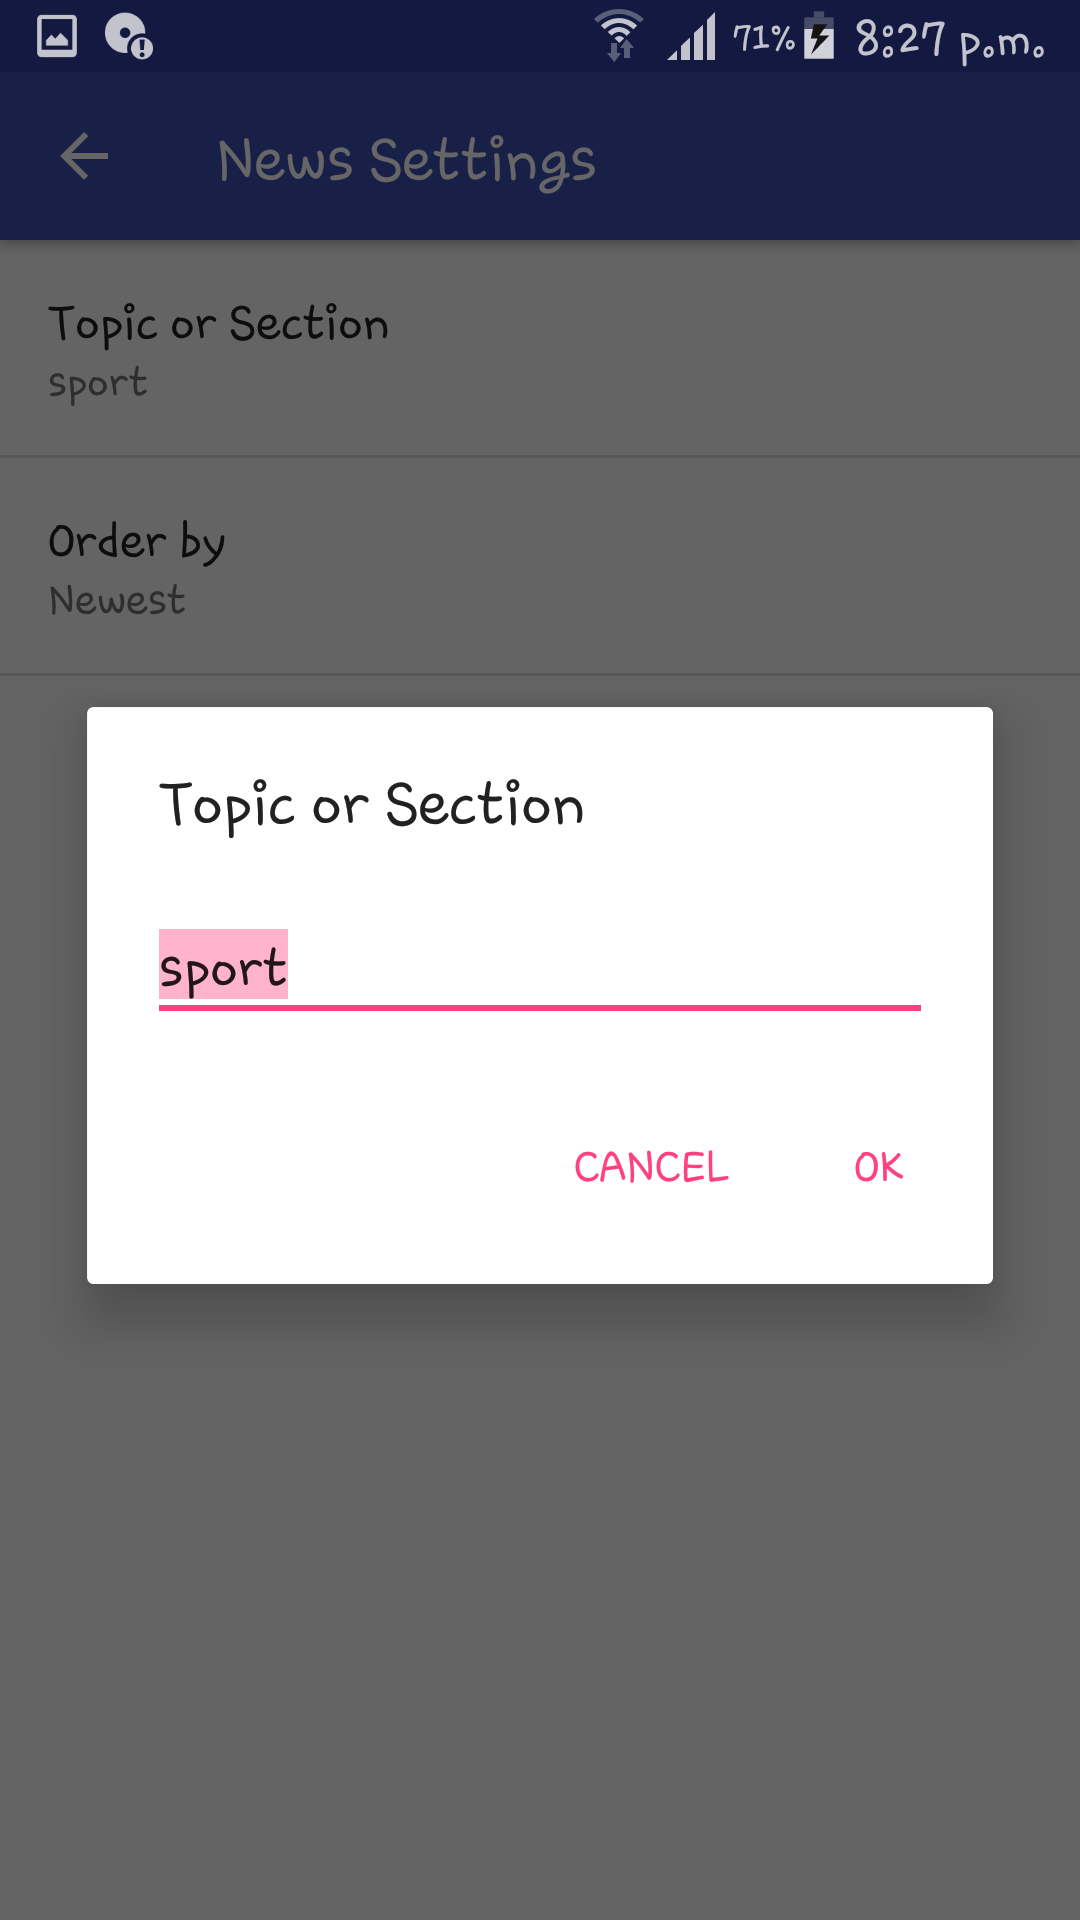 71% 8:27 p.m.
News Settings
Topic or Section
sport
Order by
Newest
Topic or Section
sport
CANCEL OK